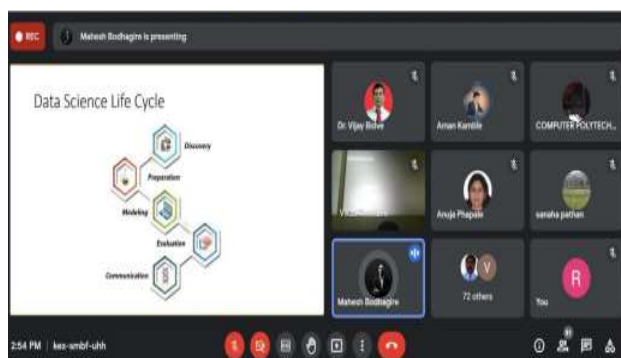 REC
Mahesh Bodhagire is presenting
Data Science Life Cycle
Discovery
Preparation
Modeling
Evaluation
Communication
Dr. Vijay Bidve
Aman Kamble
COMPUTER POLYTECH...
Anuja Phapale
sanaha pathan
Mahesh Bodhagire
V
72 others
R
You
2:54 PM | kez-smbf-uhh
81